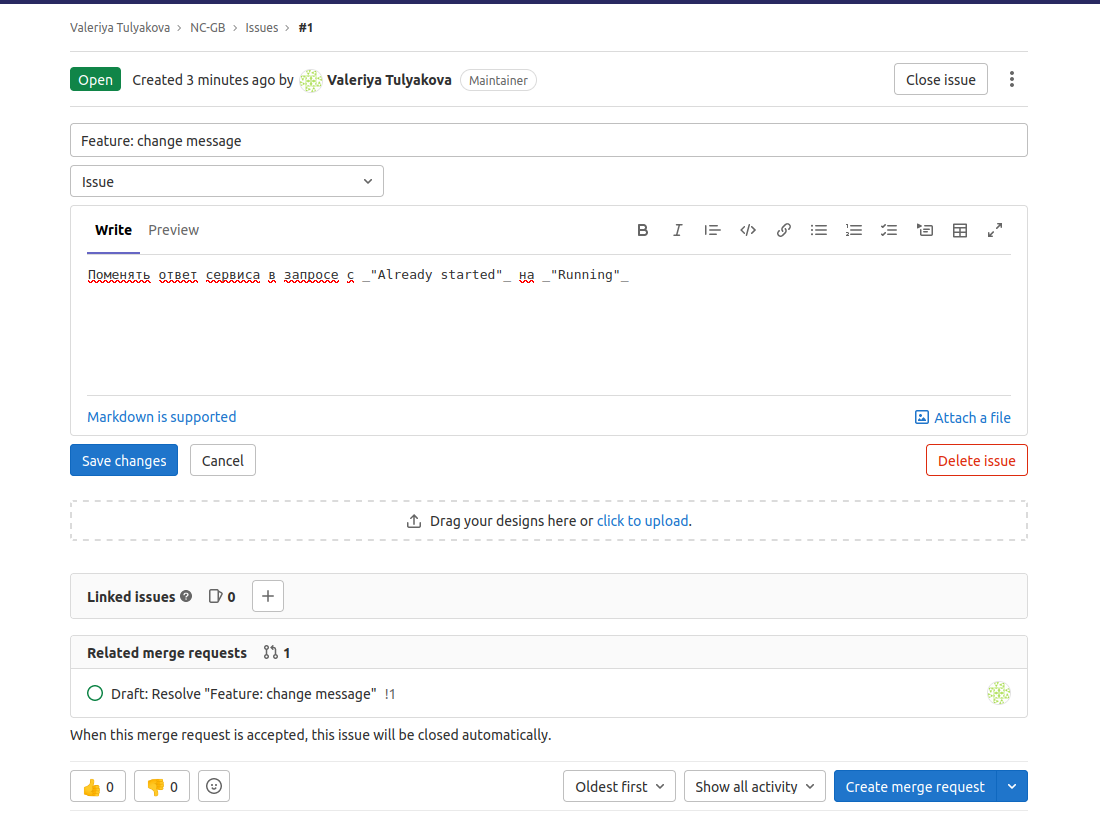 Valeriya Tulyakova › NC-GB › Issues › #1
Open Created 3 minutes ago by Valeriya Tulyakova Maintainer Close issue
Feature: change message
Issue
Write Preview
Поменять ответ сервиса в запросе с _"Already started"_ на _"Running"_
Markdown is supported Attach a file
Save changes Cancel Delete issue
Drag your designs here or click to upload.
Linked issues 0
Related merge requests 1
Draft: Resolve "Feature: change message" !1
When this merge request is accepted, this issue will be closed automatically.
0 0 Oldest first Show all activity Create merge request